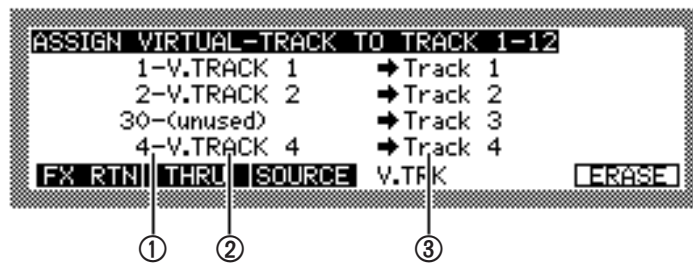 ASSIGN VIRTUAL-TRACK TO TRACK 1-12
1-V.TRACK 1 ➡Track 1
2-V.TRACK 2 ➡Track 2
30-(unused) ➡Track 3
4-V.TRACK 4 ➡Track 4
FX RTN THRU SOURCE V.TRK ERASE
① ② ③